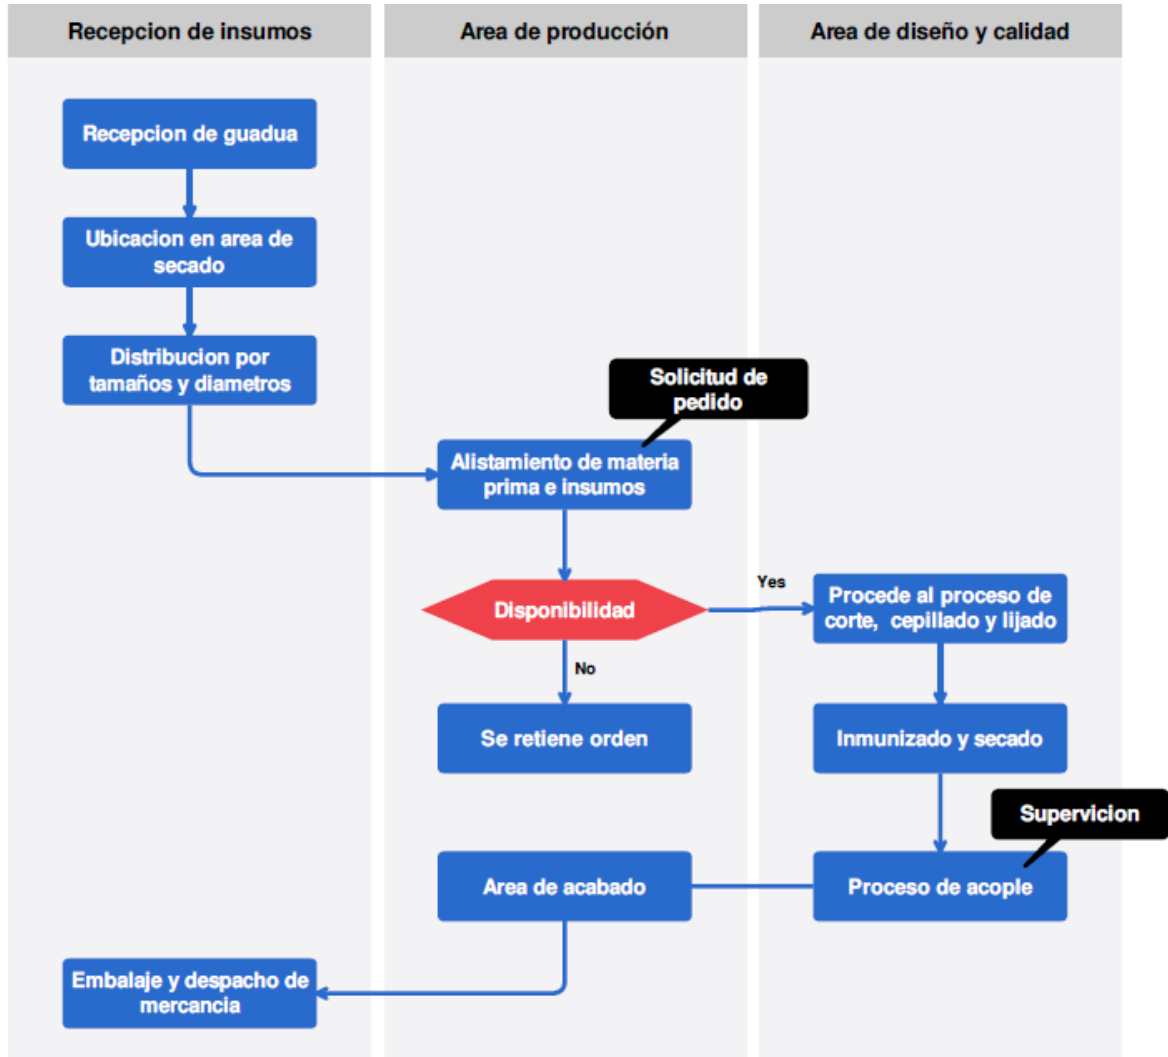 Recepcion de insumos
Area de producción
Area de diseño y calidad
Recepcion de guadua
Ubicacion en area de
secado
Distribucion por
tamaños y diametros
Solicitud de
pedido
Alistamiento de materia
prima e insumos
Disponibilidad
Yes
No
Procede al proceso de
corte, cepillado y lijado
Se retiene orden
Inmunizado y secado
Supervicion
Proceso de acople
Area de acabado
Embalaje y despacho de
mercancia